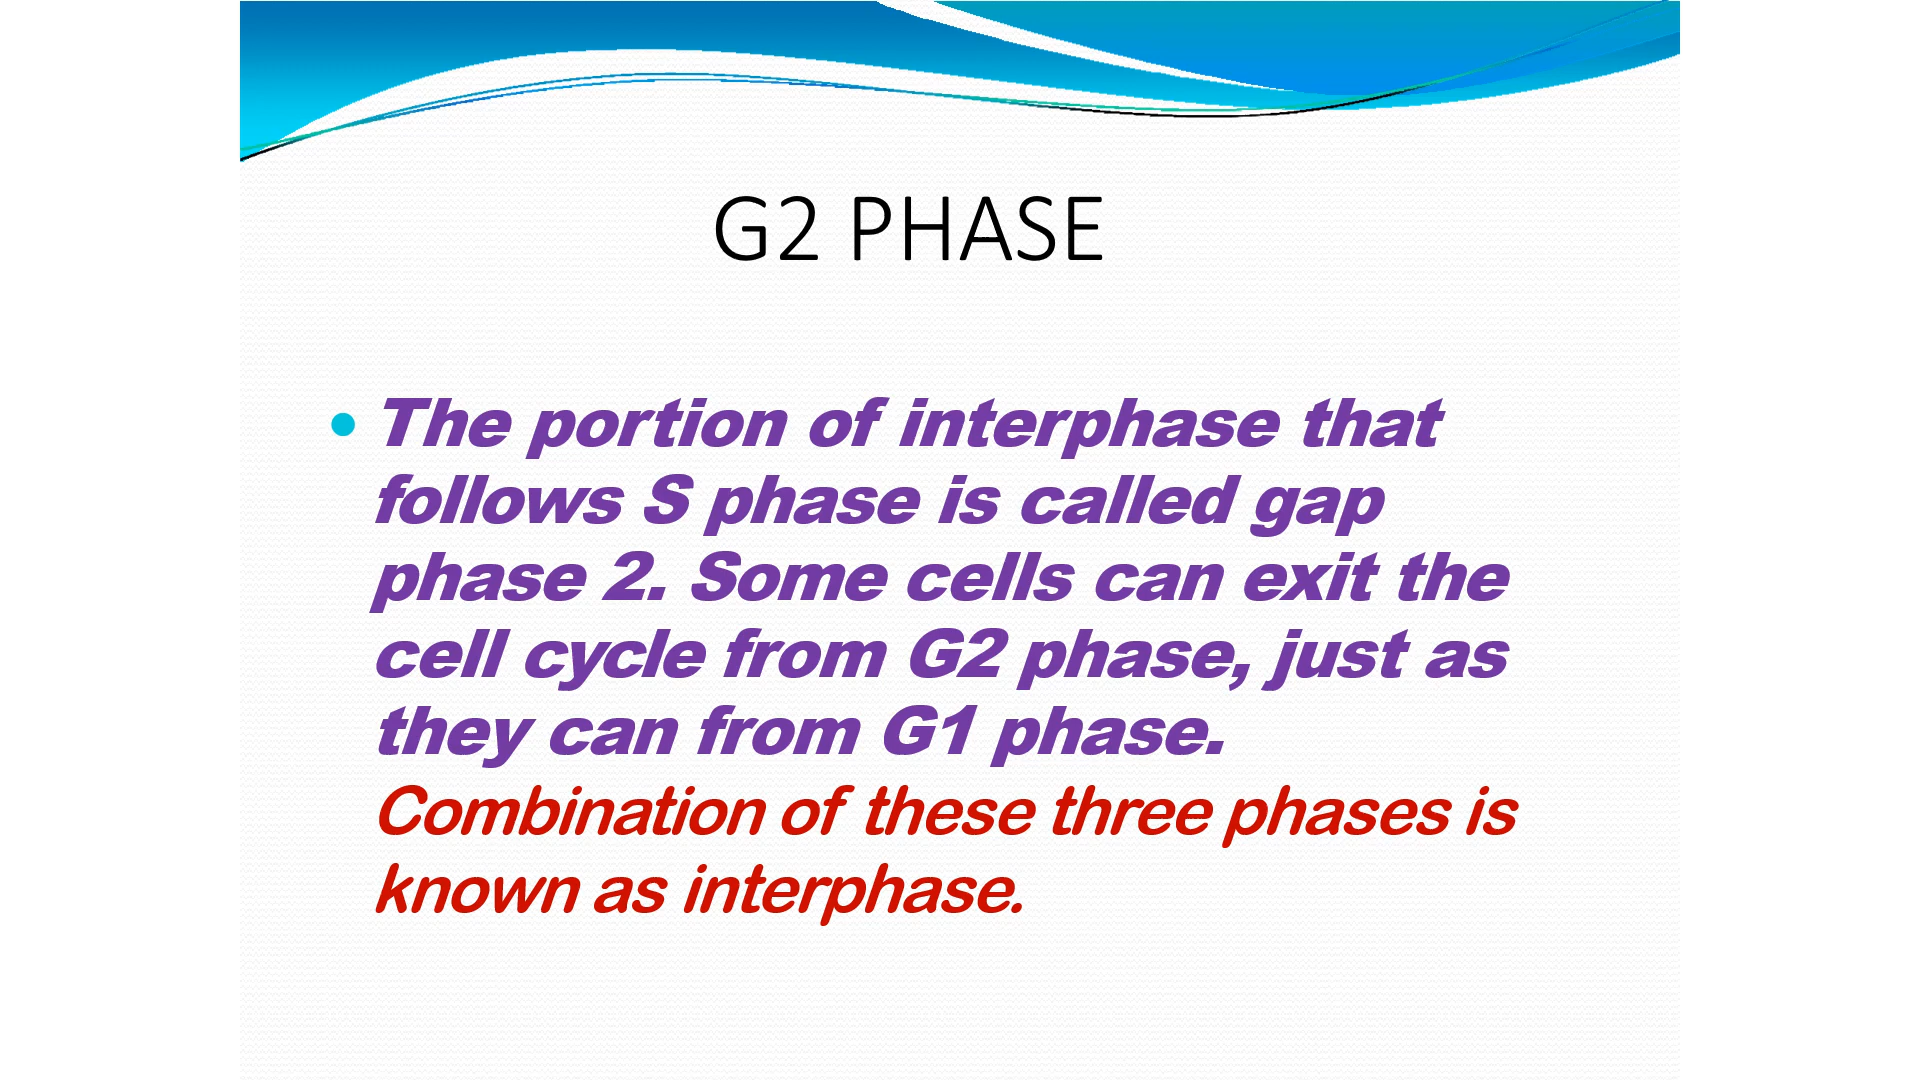 G2 PHASE
• The portion of interphase that
follows S phase is called gap
phase 2. Some cells can exit the
cell cycle from G2 phase, just as
they can from G1 phase.
Combination of these three phases is
known as interphase.